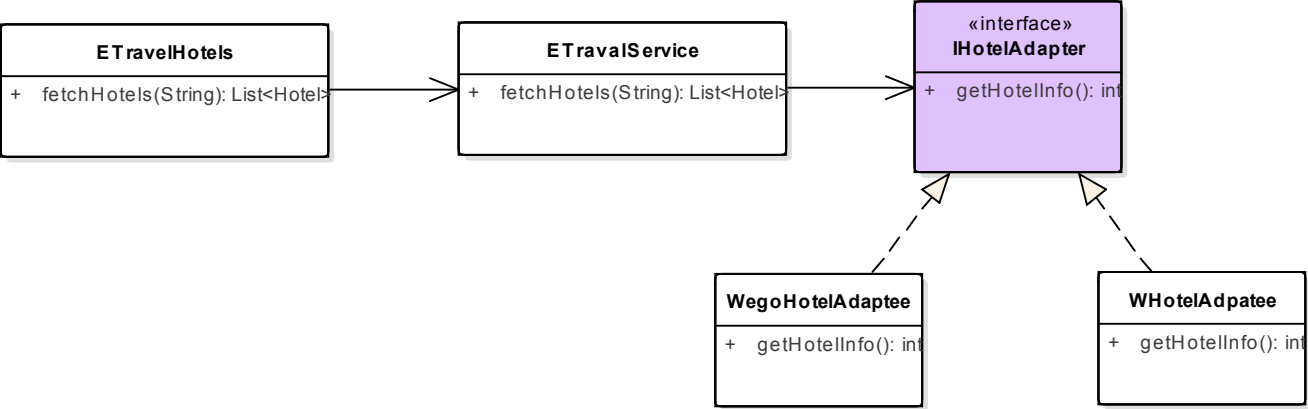 ETravelHotels
+ fetchHotels(String): List<Hotel>
ETravalService
+ fetchHotels(String): List<Hotel>
«interface»
IHotelAdapter
+ getHotelInfo(): int
WegoHotelAdaptee
+ getHotelInfo(): int
WHotelAdpatee
+ getHotelInfo(): int